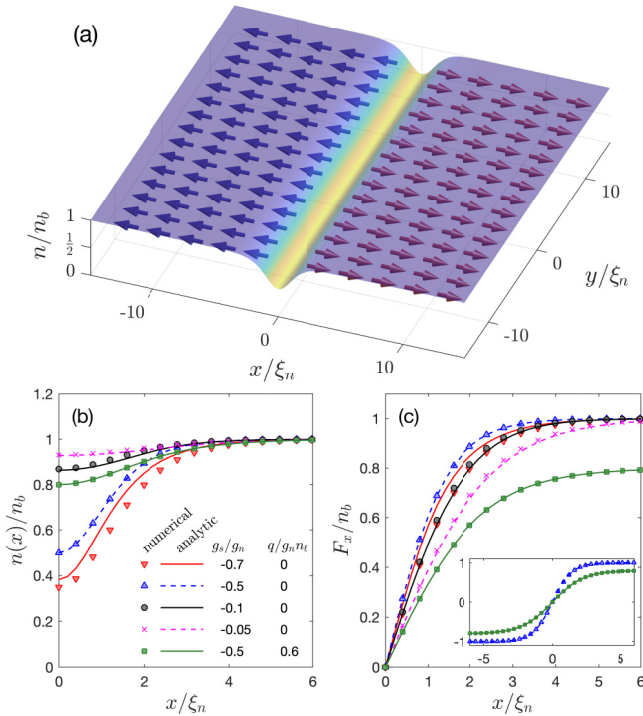 (a)
n/n_b
1
1/2
0
-10
0
10
x/ξ_n
10
0
-10
y/ξ_n
(b)
n(x)/n_b
1.2
1
0.8
0.6
0.4
0.2
0
0 2 4 6
x/ξ_n
numerical analytic g_s/g_n q/g_n n_b
-0.7 0
-0.5 0
-0.1 0
-0.05 0
-0.5 0.6
(c)
F_x/n_b
1
0.8
0.6
0.4
0.2
0
0 1 2 3 4 5 6
x/ξ_n
1
0
-1
-5 0 5